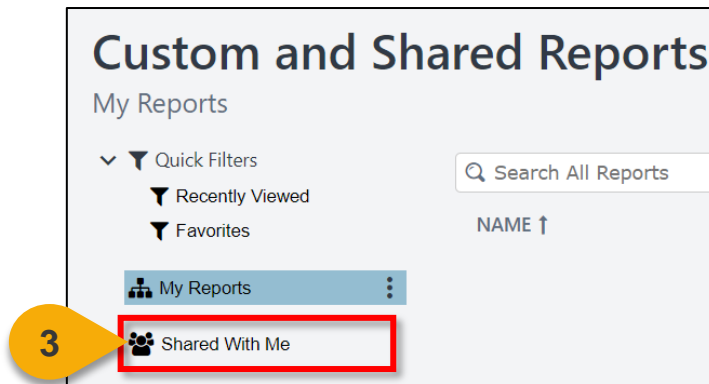 Custom and Shared Reports
My Reports
Quick Filters
Recently Viewed
Favorites
Search All Reports
NAME ↑
My Reports
Shared With Me
3